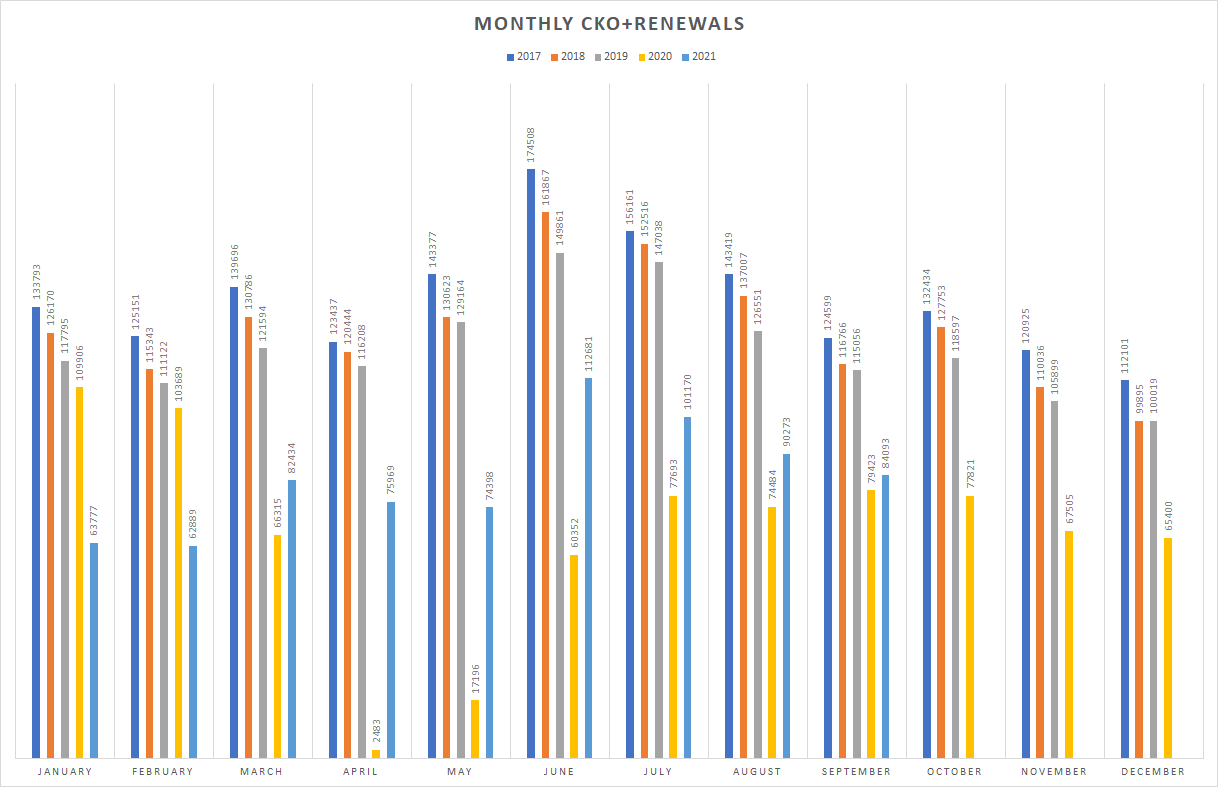 MONTHLY CKO+RENEWALS
2017 2018 2019 2020 2021
133793 126170 117795 109906 63777
125151 115343 111122 103689 62889
139696 130786 121594 66315 82434
123437 120444 116208 2483 75969
143377 130623 129164 17196 74398
174508 161867 149861 60352 112681
156161 152516 147038 77693 101170
143419 137007 126551 74484 90273
124599 116766 115056 79423 84093
132434 127753 118597 77821
120925 110036 105899 67505
112101 99895 100019 65400
JANUARY FEBRUARY MARCH APRIL MAY JUNE JULY AUGUST SEPTEMBER OCTOBER NOVEMBER DECEMBER